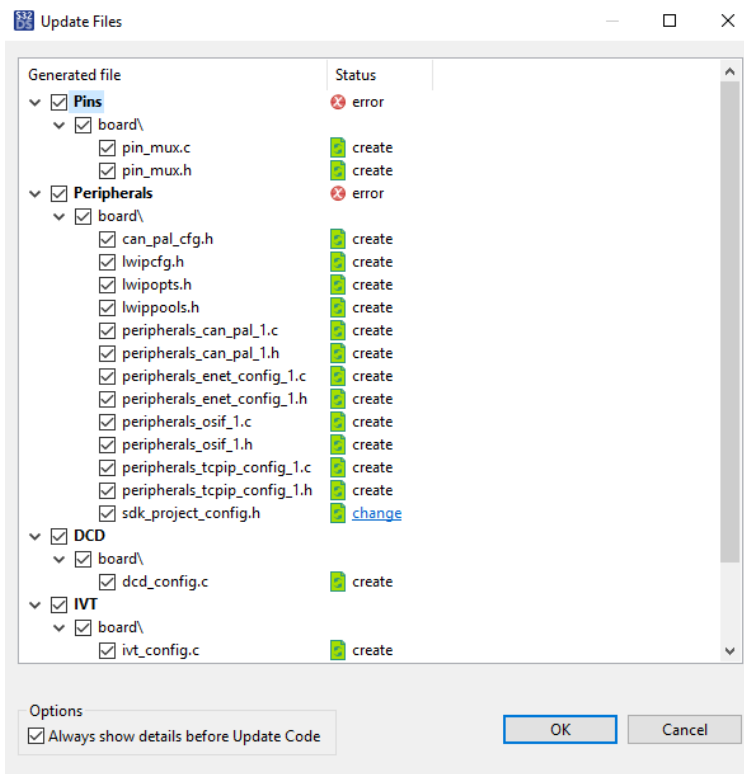 S32
DS Update Files
Generated file Status
Pins error
board\
pin_mux.c create
pin_mux.h create
Peripherals error
board\
can_pal_cfg.h create
lwipcfg.h create
lwipopts.h create
lwippools.h create
peripherals_can_pal_1.c create
peripherals_can_pal_1.h create
peripherals_enet_config_1.c create
peripherals_enet_config_1.h create
peripherals_osif_1.c create
peripherals_osif_1.h create
peripherals_tcpip_config_1.c create
peripherals_tcpip_config_1.h create
sdk_project_config.h change
DCD
board\
dcd_config.c create
IVT
board\
ivt_config.c create
Options
Always show details before Update Code
OK Cancel